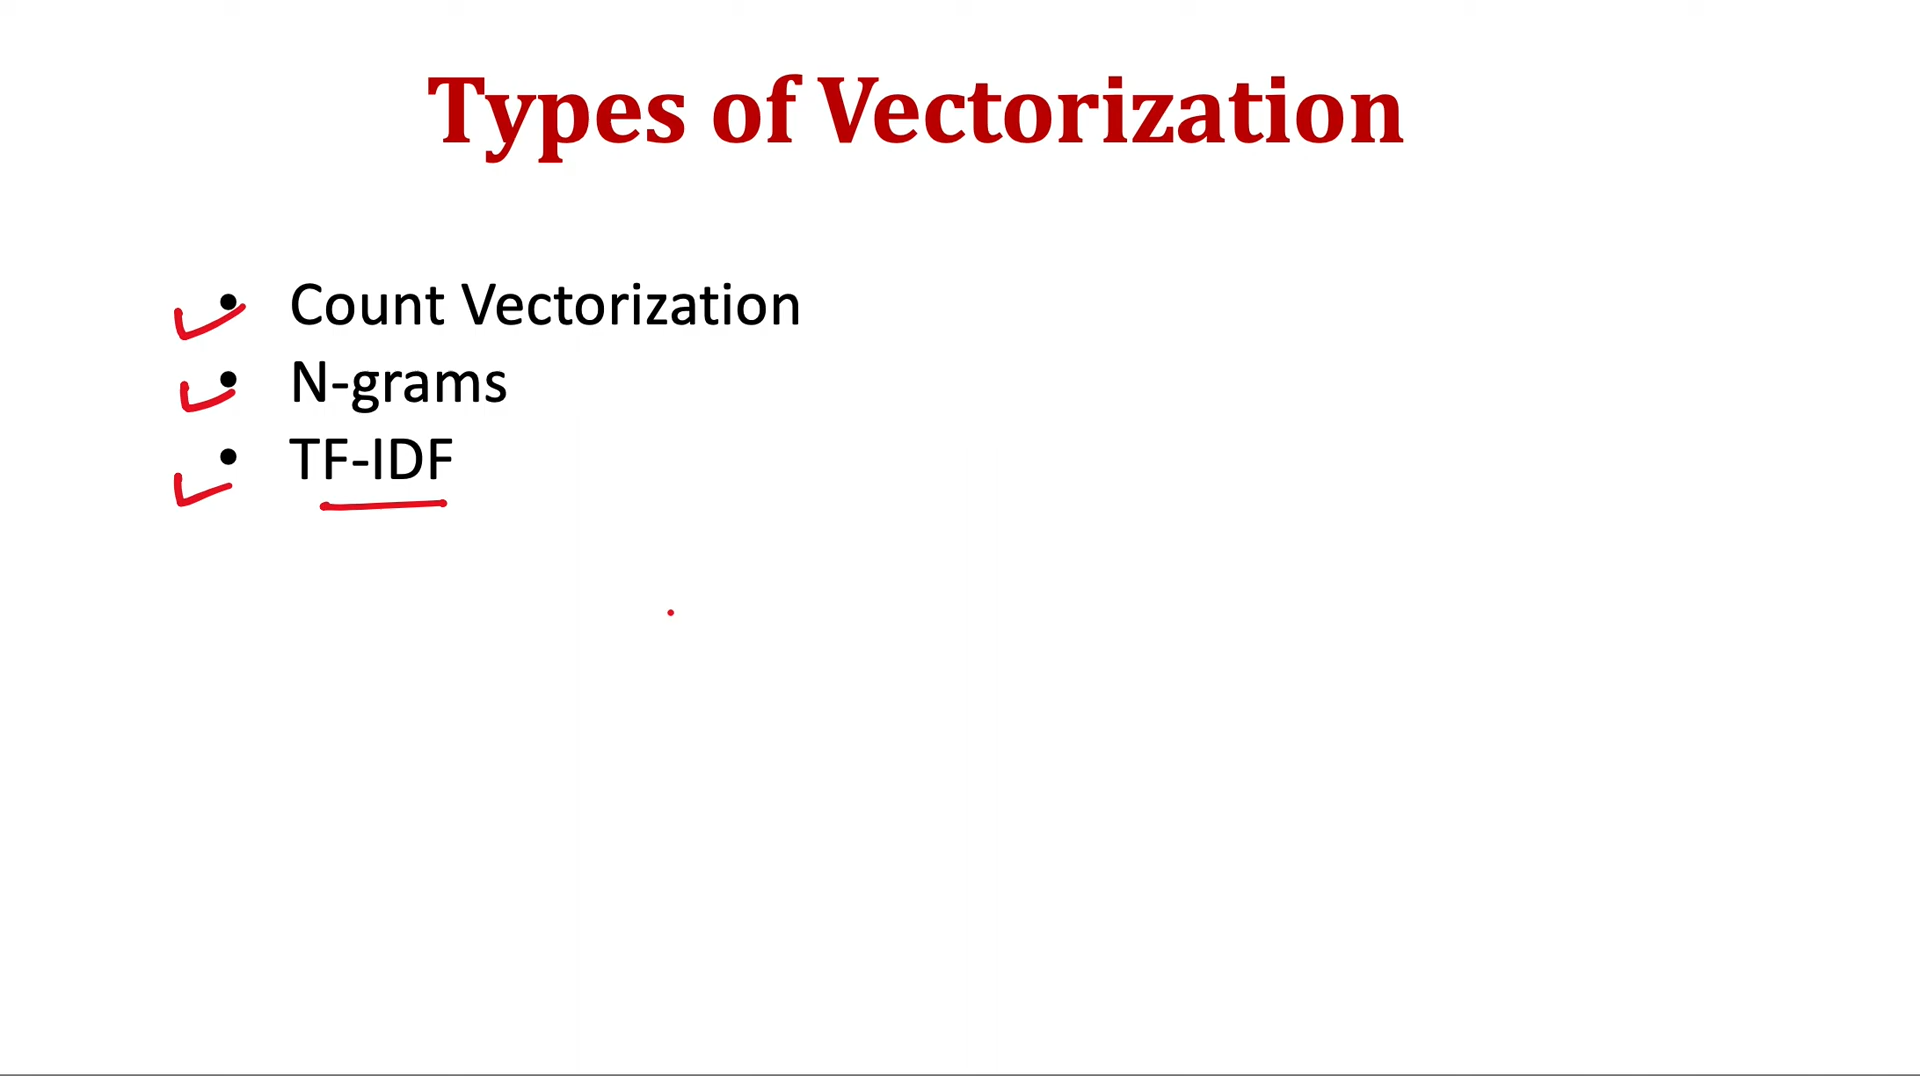 Types of Vectorization
• Count Vectorization
• N-grams
• TF-IDF